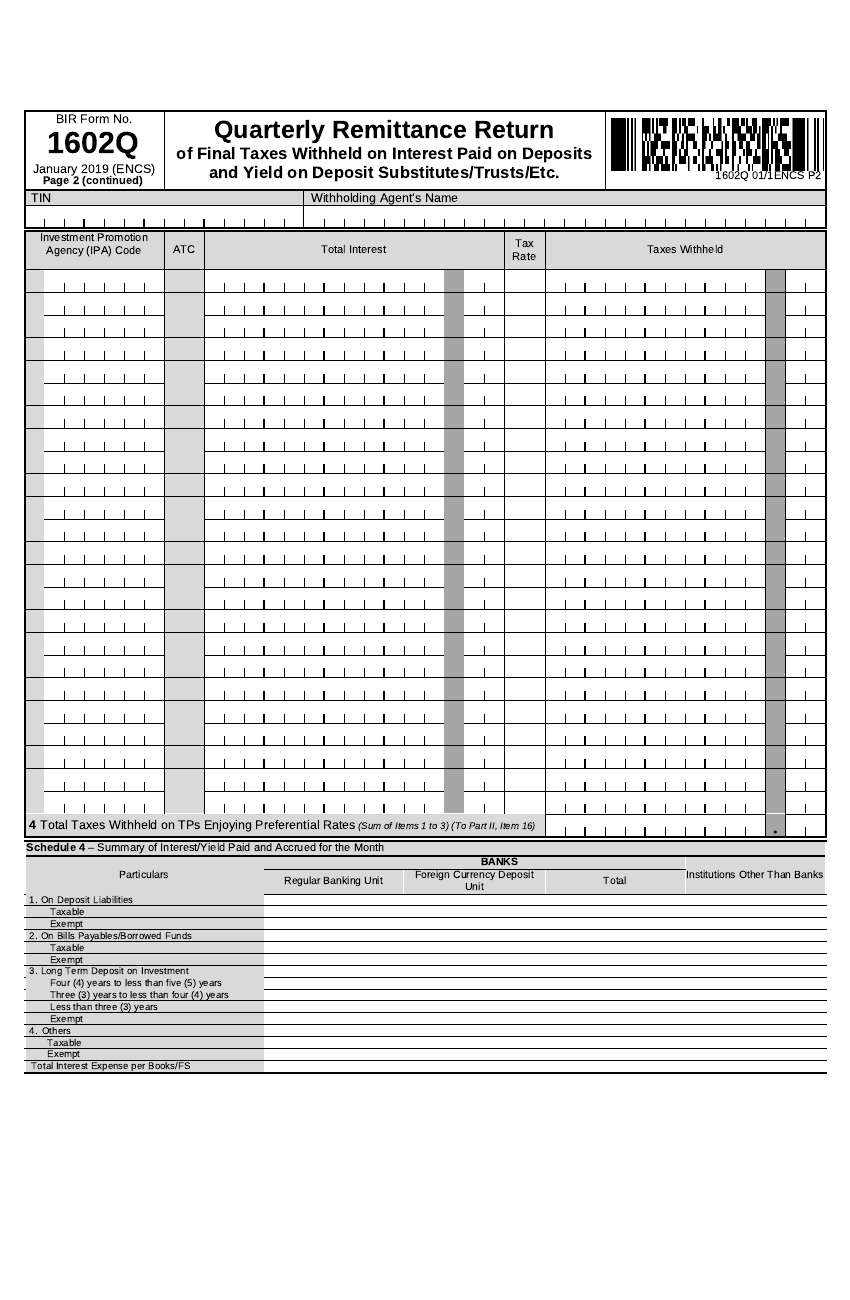 BIR Form No.
1602Q
January 2019 (ENCS)
Page 2 (continued)
Quarterly Remittance Return
of Final Taxes Withheld on Interest Paid on Deposits
and Yield on Deposit Substitutes/Trusts/Etc.
1602Q 01/1ENCS P2
TIN
Withholding Agent's Name
Investment Promotion
Agency (IPA) Code
ATC
Total Interest
Tax
Rate
Taxes Withheld
4 Total Taxes Withheld on TPs Enjoying Preferential Rates (Sum of Items 1 to 3) (To Part II, Item 16)
Schedule 4 – Summary of Interest/Yield Paid and Accrued for the Month
Particulars
BANKS
Regular Banking Unit
Foreign Currency Deposit
Unit
Total
Institutions Other Than Banks
1. On Deposit Liabilities
Taxable
Exempt
2. On Bills Payables/Borrowed Funds
Taxable
Exempt
3. Long Term Deposit on Investment
Four (4) years to less than five (5) years
Three (3) years to less than four (4) years
Less than three (3) years
Exempt
4. Others
Taxable
Exempt
Total Interest Expense per Books/FS